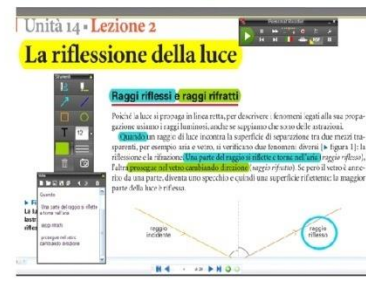 Unità 14 • Lezione 2
La riflessione della luce
Raggi riflessi e raggi rifratti
Poiché la luce si propaga in linea retta, per descrivere i fenomeni legati alla sua propa-
gazione usiamo i raggi luminosi, anche se sappiamo che sono delle astrazioni.
Quando un raggio di luce incontra la superficie di separazione tra due mezzi tra-
sparenti, per esempio aria e vetro, si verificano due fenomeni diversi (▸ figura 1): la
riflessione e la rifrazione. Una parte del raggio si riflette e torna nell'aria (raggio riflesso),
l'altra prosegue nel vetro cambiando direzione (raggio rifratto). Se però il vetro è anne-
rito da una parte, diventa uno specchio e quindi una superficie riflettente: la maggior
parte della luce è riflessa.
T 12
Quando
Una parte del raggio si riflette
e torna nell'aria
raggi rifratti
prosegue nel vetro
cambiando direzione
raggio
incidente
raggio
riflesso